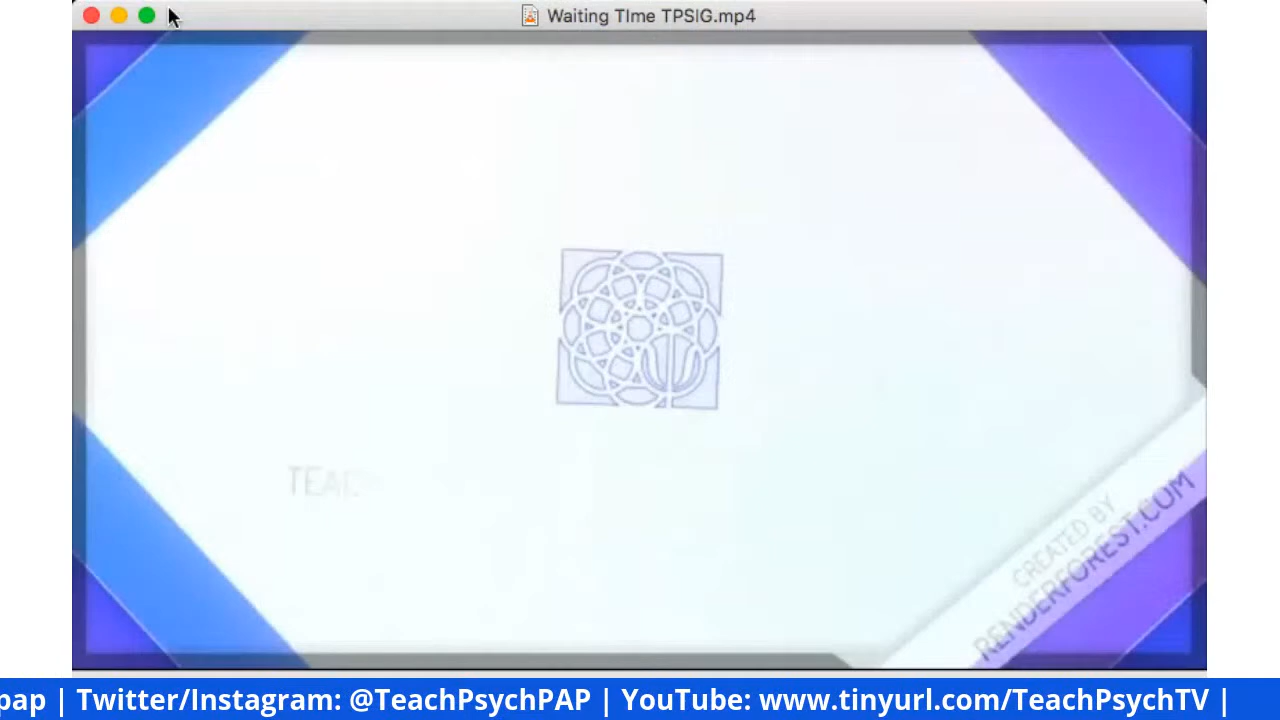 Waiting TIme TPSIG.mp4
CREATED BY
RENDERFOREST.COM
pap | Twitter/Instagram: @TeachPsychPAP | YouTube: www.tinyurl.com/TeachPsychTV |